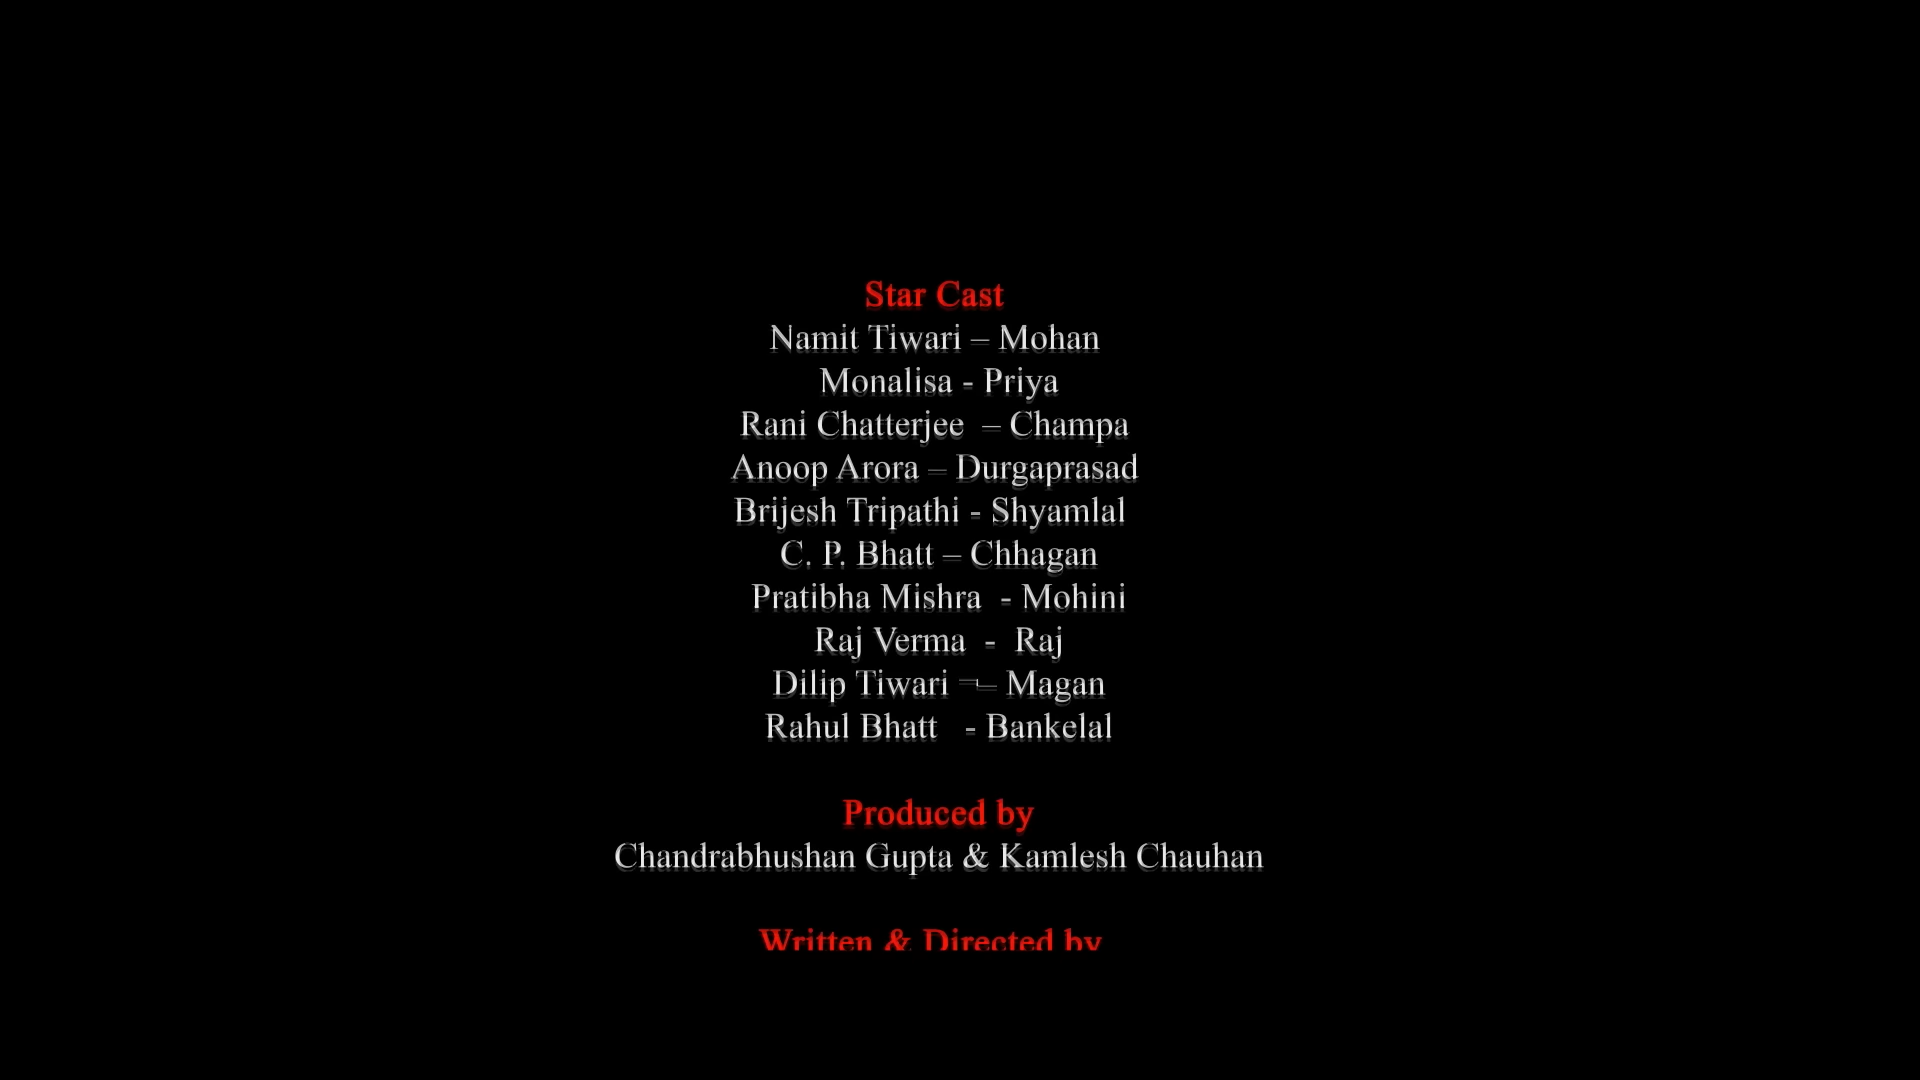 Star Cast
Namit Tiwari – Mohan
Monalisa - Priya
Rani Chatterjee – Champa
Anoop Arora – Durgaprasad
Brijesh Tripathi - Shyamlal
C. P. Bhatt – Chhagan
Pratibha Mishra - Mohini
Raj Verma - Raj
Dilip Tiwari ¬– Magan
Rahul Bhatt - Bankelal
Produced by
Chandrabhushan Gupta & Kamlesh Chauhan
Written & Directed by